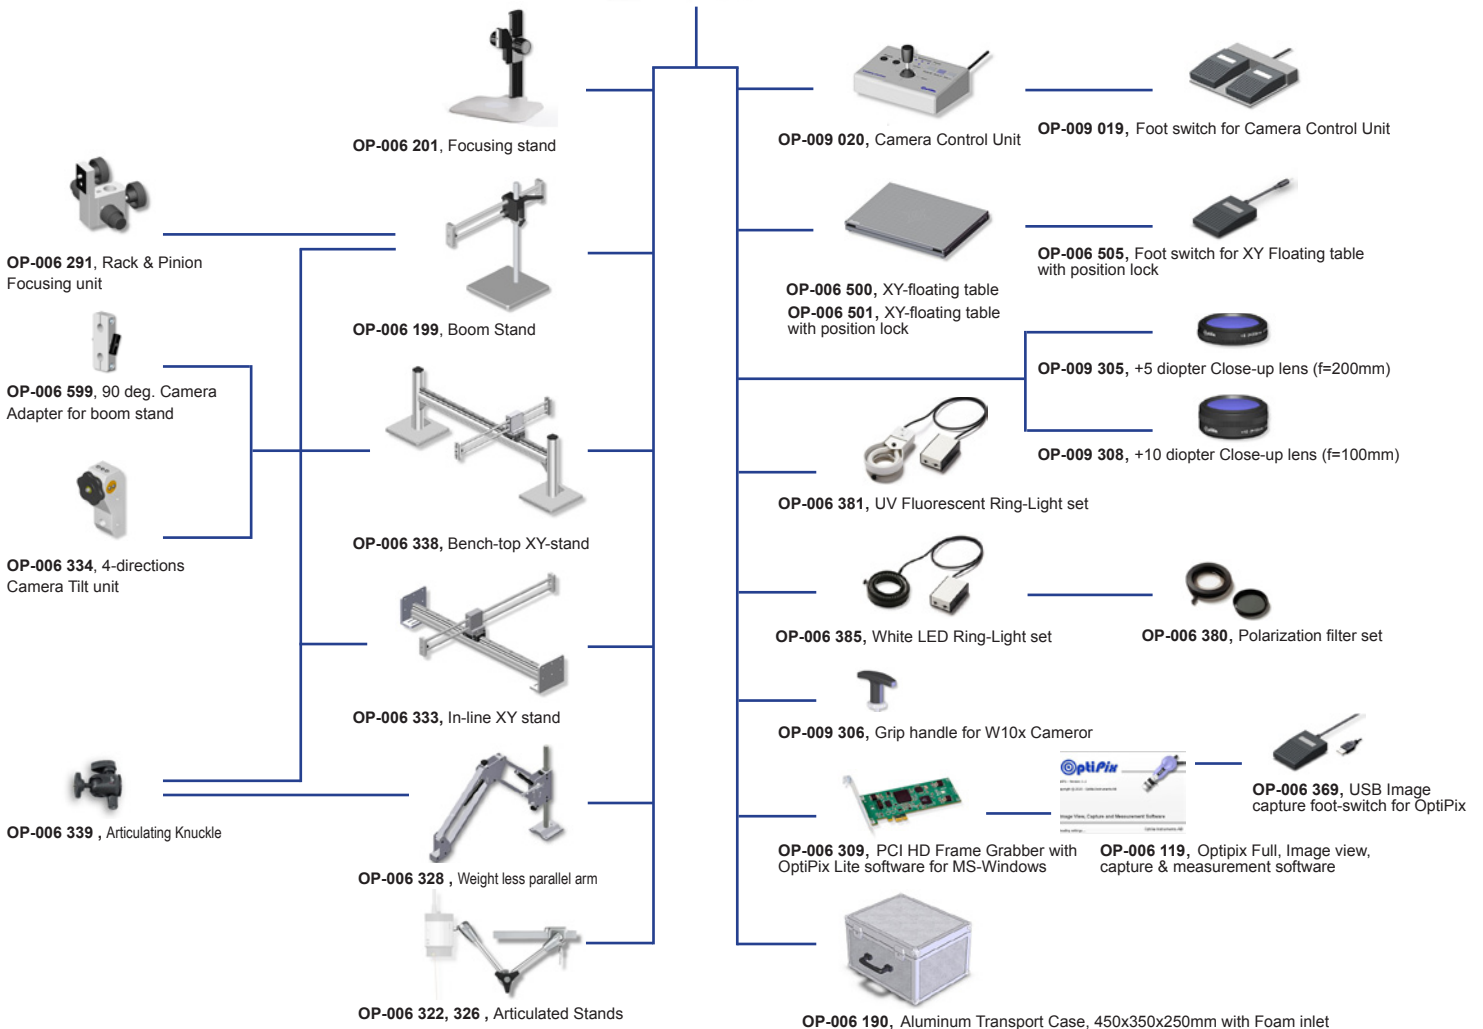 OP-006 201, Focusing stand
OP-009 020, Camera Control Unit
OP-009 019, Foot switch for Camera Control Unit
OP-006 291, Rack & Pinion
Focusing unit
OP-006 199, Boom Stand
OP-006 500, XY-floating table
OP-006 501, XY-floating table
with position lock
OP-006 505, Foot switch for XY Floating table
with position lock
OP-006 599, 90 deg. Camera
Adapter for boom stand
OP-009 305, +5 diopter Close-up lens (f=200mm)
OP-009 308, +10 diopter Close-up lens (f=100mm)
OP-006 334, 4-directions
Camera Tilt unit
OP-006 338, Bench-top XY-stand
OP-006 381, UV Fluorescent Ring-Light set
OP-006 385, White LED Ring-Light set
OP-006 380, Polarization filter set
OP-006 333, In-line XY stand
OP-009 306, Grip handle for W10x Cameror
OP-006 339 , Articulating Knuckle
OP-006 328 , Weight less parallel arm
OptiPix
Image View, Capture and Measurement Software
OP-006 309, PCI HD Frame Grabber with
OptiPix Lite software for MS-Windows
OP-006 119, Optipix Full, Image view,
capture & measurement software
OP-006 369, USB Image
capture foot-switch for OptiPix
OP-006 322, 326 , Articulated Stands
OP-006 190, Aluminum Transport Case, 450x350x250mm with Foam inlet